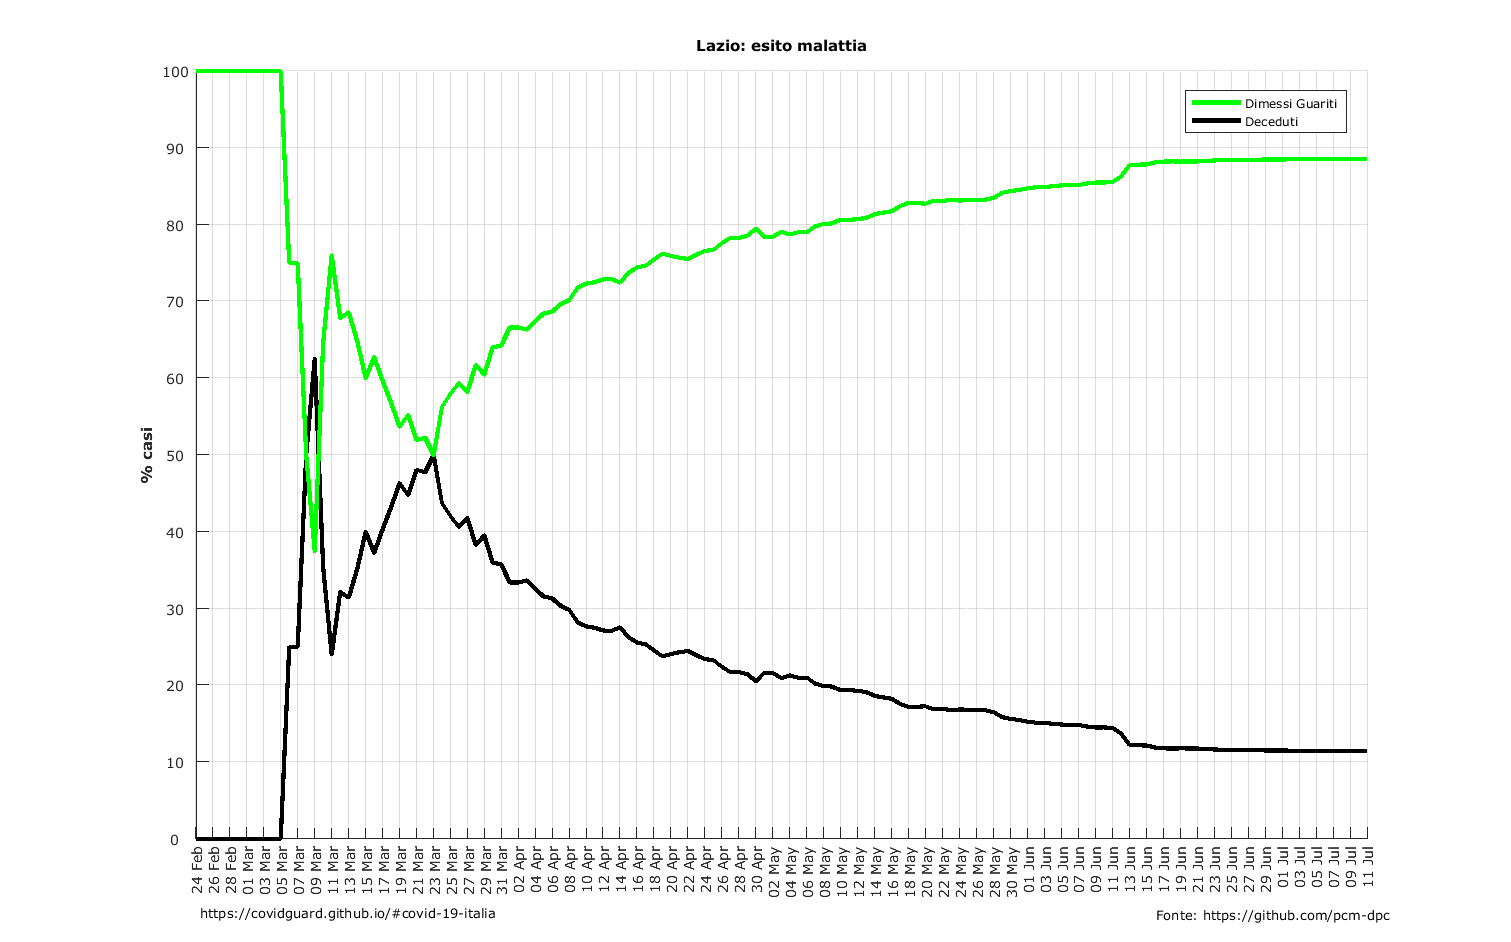 Lazio: esito malattia
Dimessi Guariti
Deceduti
% casi
100
90
80
70
60
50
40
30
20
10
0
24 Feb
26 Feb
28 Feb
01 Mar
03 Mar
05 Mar
07 Mar
09 Mar
11 Mar
13 Mar
15 Mar
17 Mar
19 Mar
21 Mar
23 Mar
25 Mar
27 Mar
29 Mar
31 Mar
02 Apr
04 Apr
06 Apr
08 Apr
10 Apr
12 Apr
14 Apr
16 Apr
18 Apr
20 Apr
22 Apr
24 Apr
26 Apr
28 Apr
30 Apr
02 May
04 May
06 May
08 May
10 May
12 May
14 May
16 May
18 May
20 May
22 May
24 May
26 May
28 May
30 May
01 Jun
03 Jun
05 Jun
07 Jun
09 Jun
11 Jun
13 Jun
15 Jun
17 Jun
19 Jun
21 Jun
23 Jun
25 Jun
27 Jun
29 Jun
01 Jul
03 Jul
05 Jul
07 Jul
09 Jul
11 Jul
https://covidguard.github.io/#covid-19-italia
Fonte: https://github.com/pcm-dpc